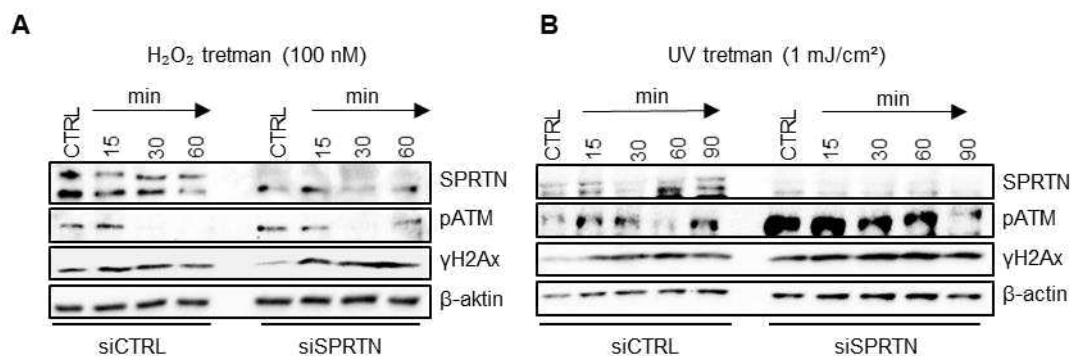 A
H₂O₂ tretman (100 nM)
min
CTRL 15 30 60 CTRL 15 30 60
SPRTN
pATM
γH2Ax
β-aktin
siCTRL siSPRTN
B
UV tretman (1 mJ/cm²)
min min
CTRL 15 30 60 90 CTRL 15 30 60 90
SPRTN
pATM
γH2Ax
β-actin
siCTRL siSPRTN